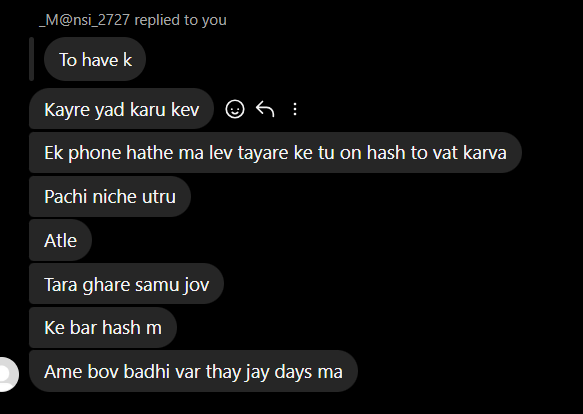 _M@nsi_2727 replied to you
To have k
Kayre yad karu kev
Ek phone hathe ma lev tayare ke tu on hash to vat karva
Pachi niche utru
Atle
Tara ghare samu jov
Ke bar hash m
Ame bov badhi var thay jay days ma